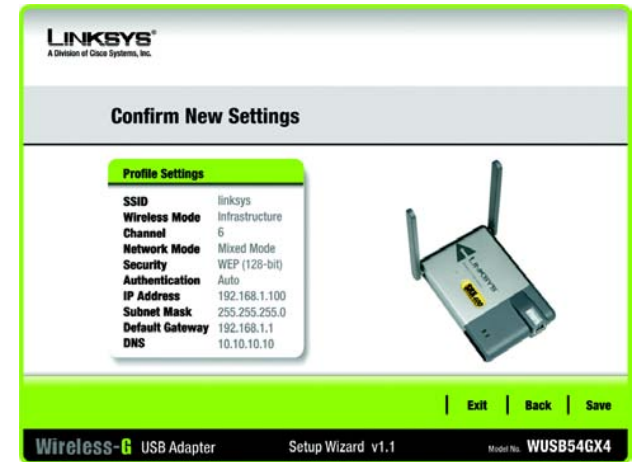 LINKSYS®
A Division of Cisco Systems, Inc.
Confirm New Settings
Profile Settings
SSID linksys
Wireless Mode Infrastructure
Channel 6
Network Mode Mixed Mode
Security WEP (128-bit)
Authentication Auto
IP Address 192.168.1.100
Subnet Mask 255.255.255.0
Default Gateway 192.168.1.1
DNS 10.10.10.10
LINKSYS
Exit Back Save
Wireless-G USB Adapter Setup Wizard v1.1 Model No. WUSB54GX4